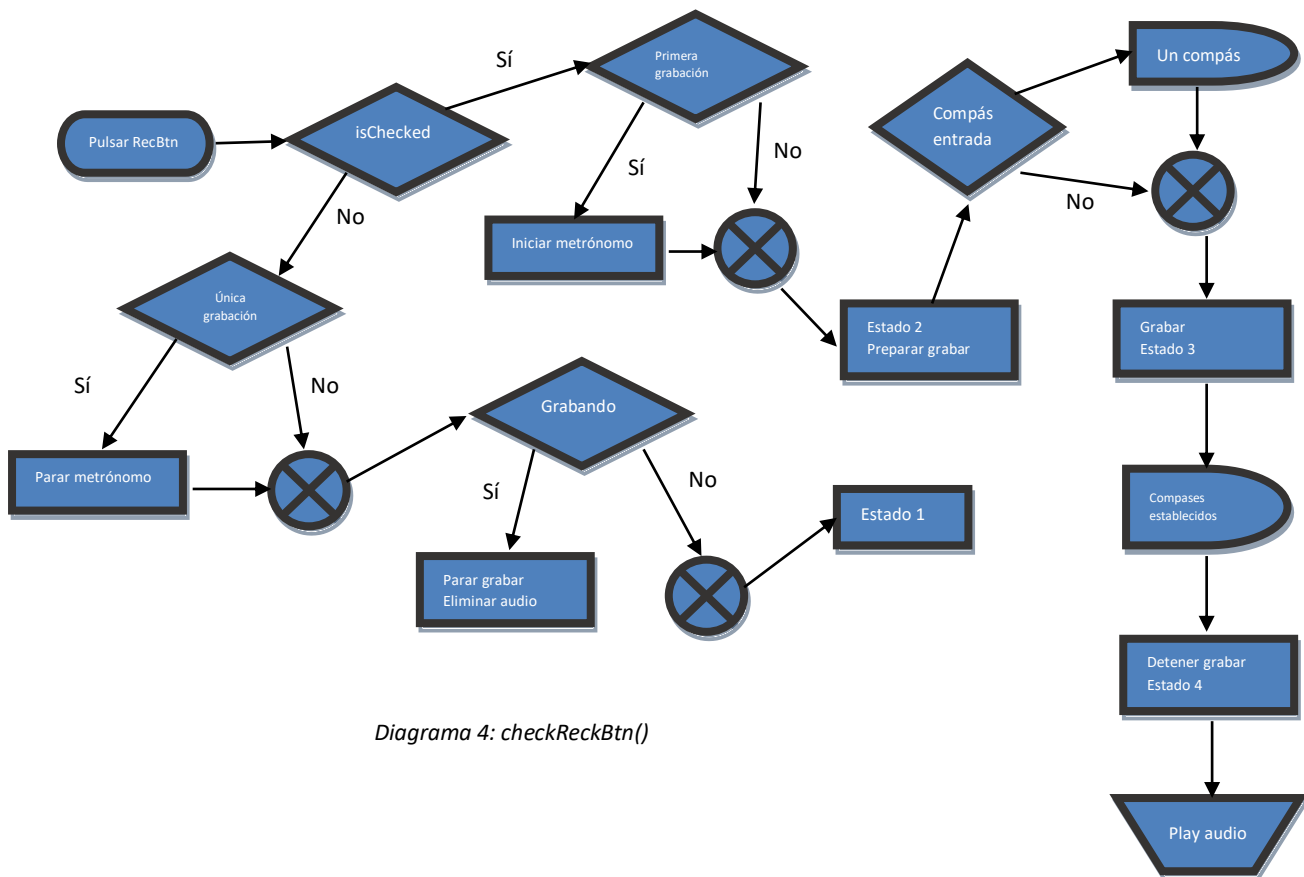 Pulsar RecBtn
isChecked
Sí
Primera
grabación
Sí
No
Iniciar metrónomo
Estado 2
Preparar grabar
Compás
entrada
Un compás
No
Grabar
Estado 3
Compases
establecidos
Detener grabar
Estado 4
Play audio
No
Única
grabación
Sí
No
Parar metrónomo
Grabando
Sí
No
Parar grabar
Eliminar audio
Estado 1
Diagrama 4: checkReckBtn()